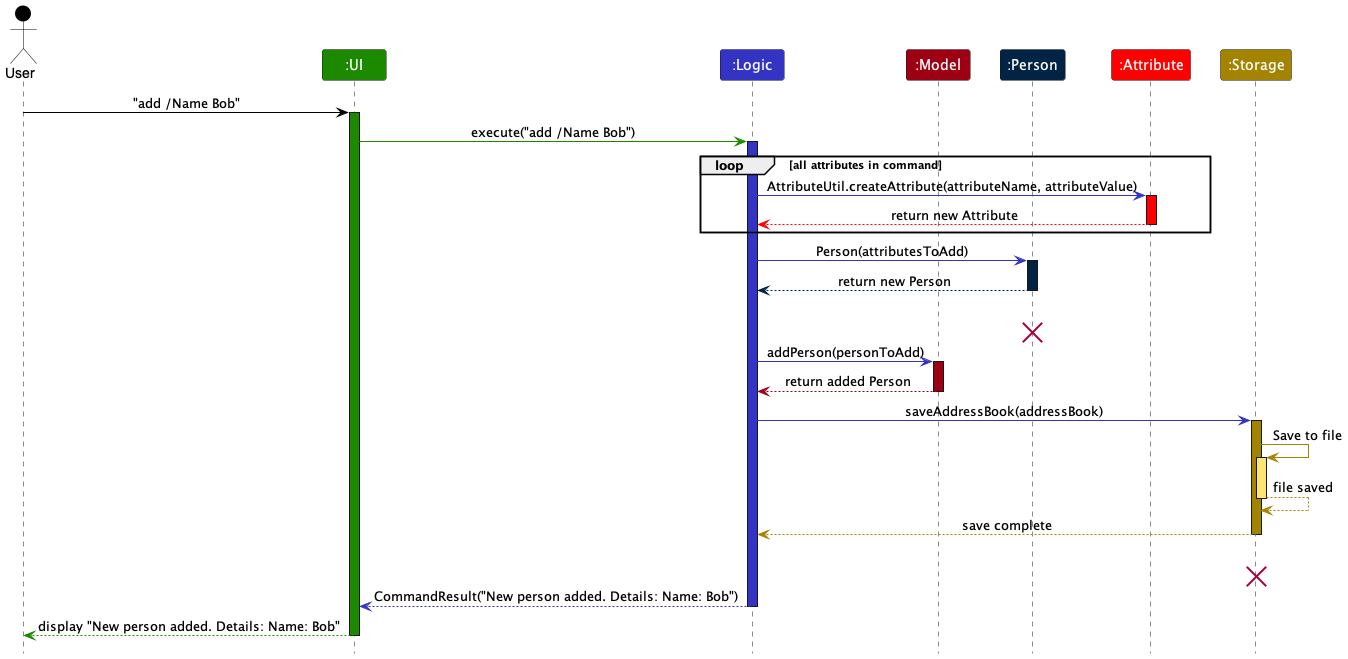 User
:UI
:Logic
:Model
:Person
:Attribute
:Storage
"add /Name Bob"
execute("add /Name Bob")
loop
[all attributes in command]
AttributeUtil.createAttribute(attributeName, attributeValue)
return new Attribute
Person(attributesToAdd)
return new Person
addPerson(personToAdd)
return added Person
saveAddressBook(addressBook)
Save to file
file saved
save complete
CommandResult("New person added. Details: Name: Bob")
display "New person added. Details: Name: Bob"